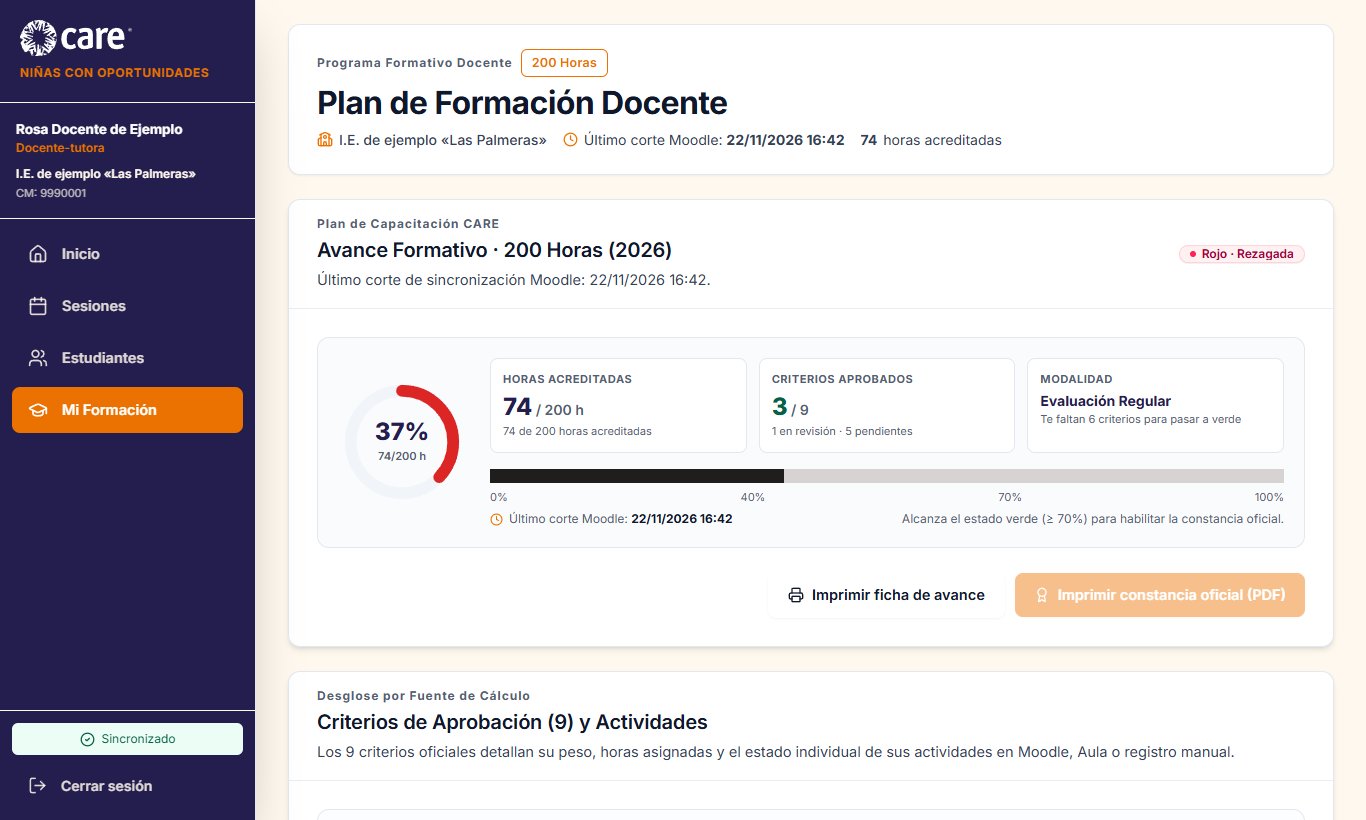 care
NIÑAS CON OPORTUNIDADES
Rosa Docente de Ejemplo
Docente-tutora
I.E. de ejemplo «Las Palmeras»
CM: 9990001
Inicio
Sesiones
Estudiantes
Mi Formación
Sincronizado
Cerrar sesión
Programa Formativo Docente 200 Horas
Plan de Formación Docente
I.E. de ejemplo «Las Palmeras» Último corte Moodle: 22/11/2026 16:42 74 horas acreditadas
Plan de Capacitación CARE
Avance Formativo · 200 Horas (2026)
Rojo · Rezagada
Último corte de sincronización Moodle: 22/11/2026 16:42.
37%
74/200 h
HORAS ACREDITADAS
74 / 200 h
74 de 200 horas acreditadas
CRITERIOS APROBADOS
3 / 9
1 en revisión · 5 pendientes
MODALIDAD
Evaluación Regular
Te faltan 6 criterios para pasar a verde
0% 40% 70% 100%
Último corte Moodle: 22/11/2026 16:42
Alcanza el estado verde (≥ 70%) para habilitar la constancia oficial.
Imprimir ficha de avance
Imprimir constancia oficial (PDF)
Desglose por Fuente de Cálculo
Criterios de Aprobación (9) y Actividades
Los 9 criterios oficiales detallan su peso, horas asignadas y el estado individual de sus actividades en Moodle, Aula o registro manual.